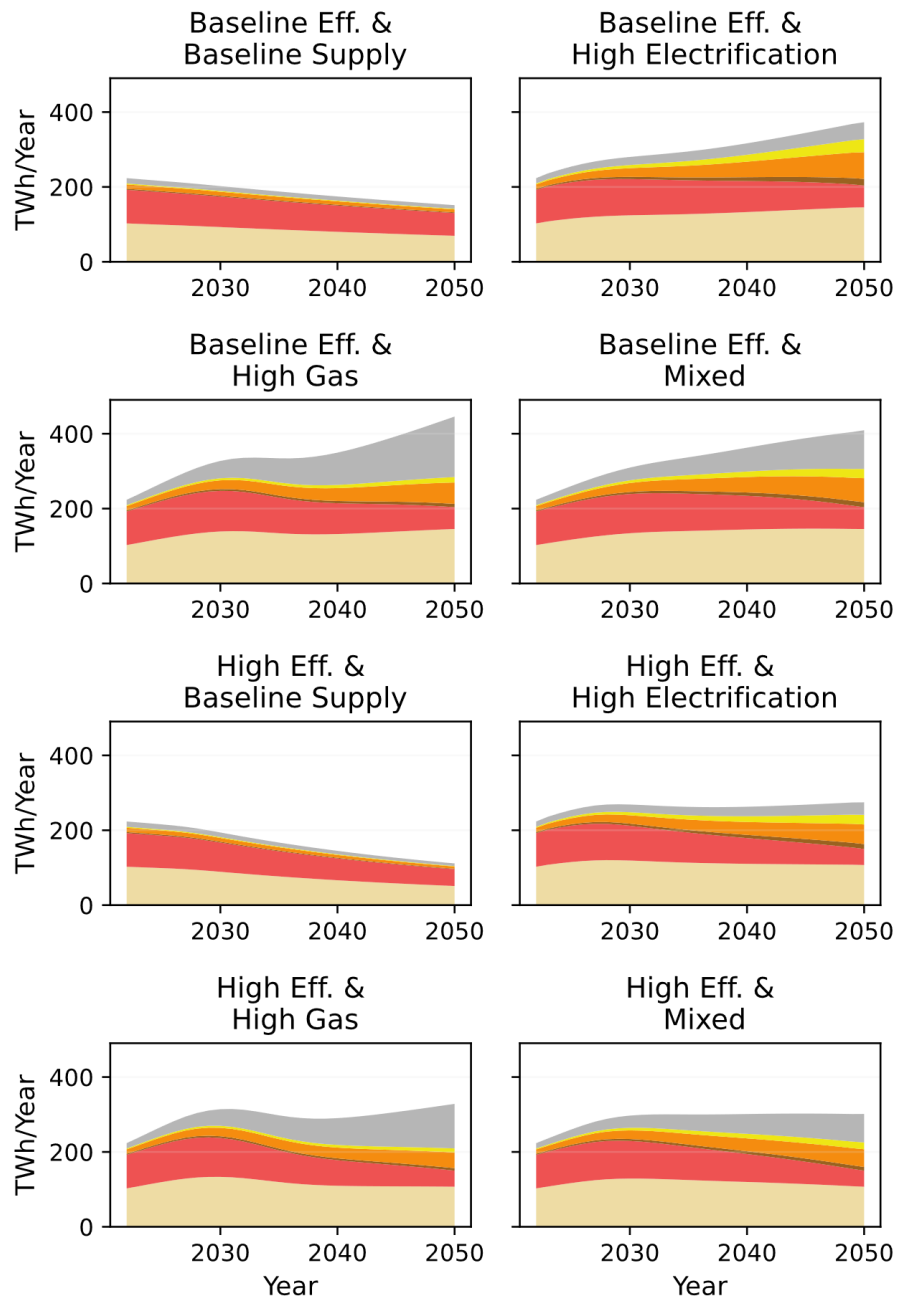 Baseline Eff. &
Baseline Supply
Baseline Eff. &
High Electrification
TWh/Year
400
200
0
2030
2040
2050
2030
2040
2050
Baseline Eff. &
High Gas
Baseline Eff. &
Mixed
TWh/Year
400
200
0
2030
2040
2050
2030
2040
2050
High Eff. &
Baseline Supply
High Eff. &
High Electrification
TWh/Year
400
200
0
2030
2040
2050
2030
2040
2050
High Eff. &
High Gas
High Eff. &
Mixed
TWh/Year
400
200
0
2030
2040
2050
Year
2030
2040
2050
Year